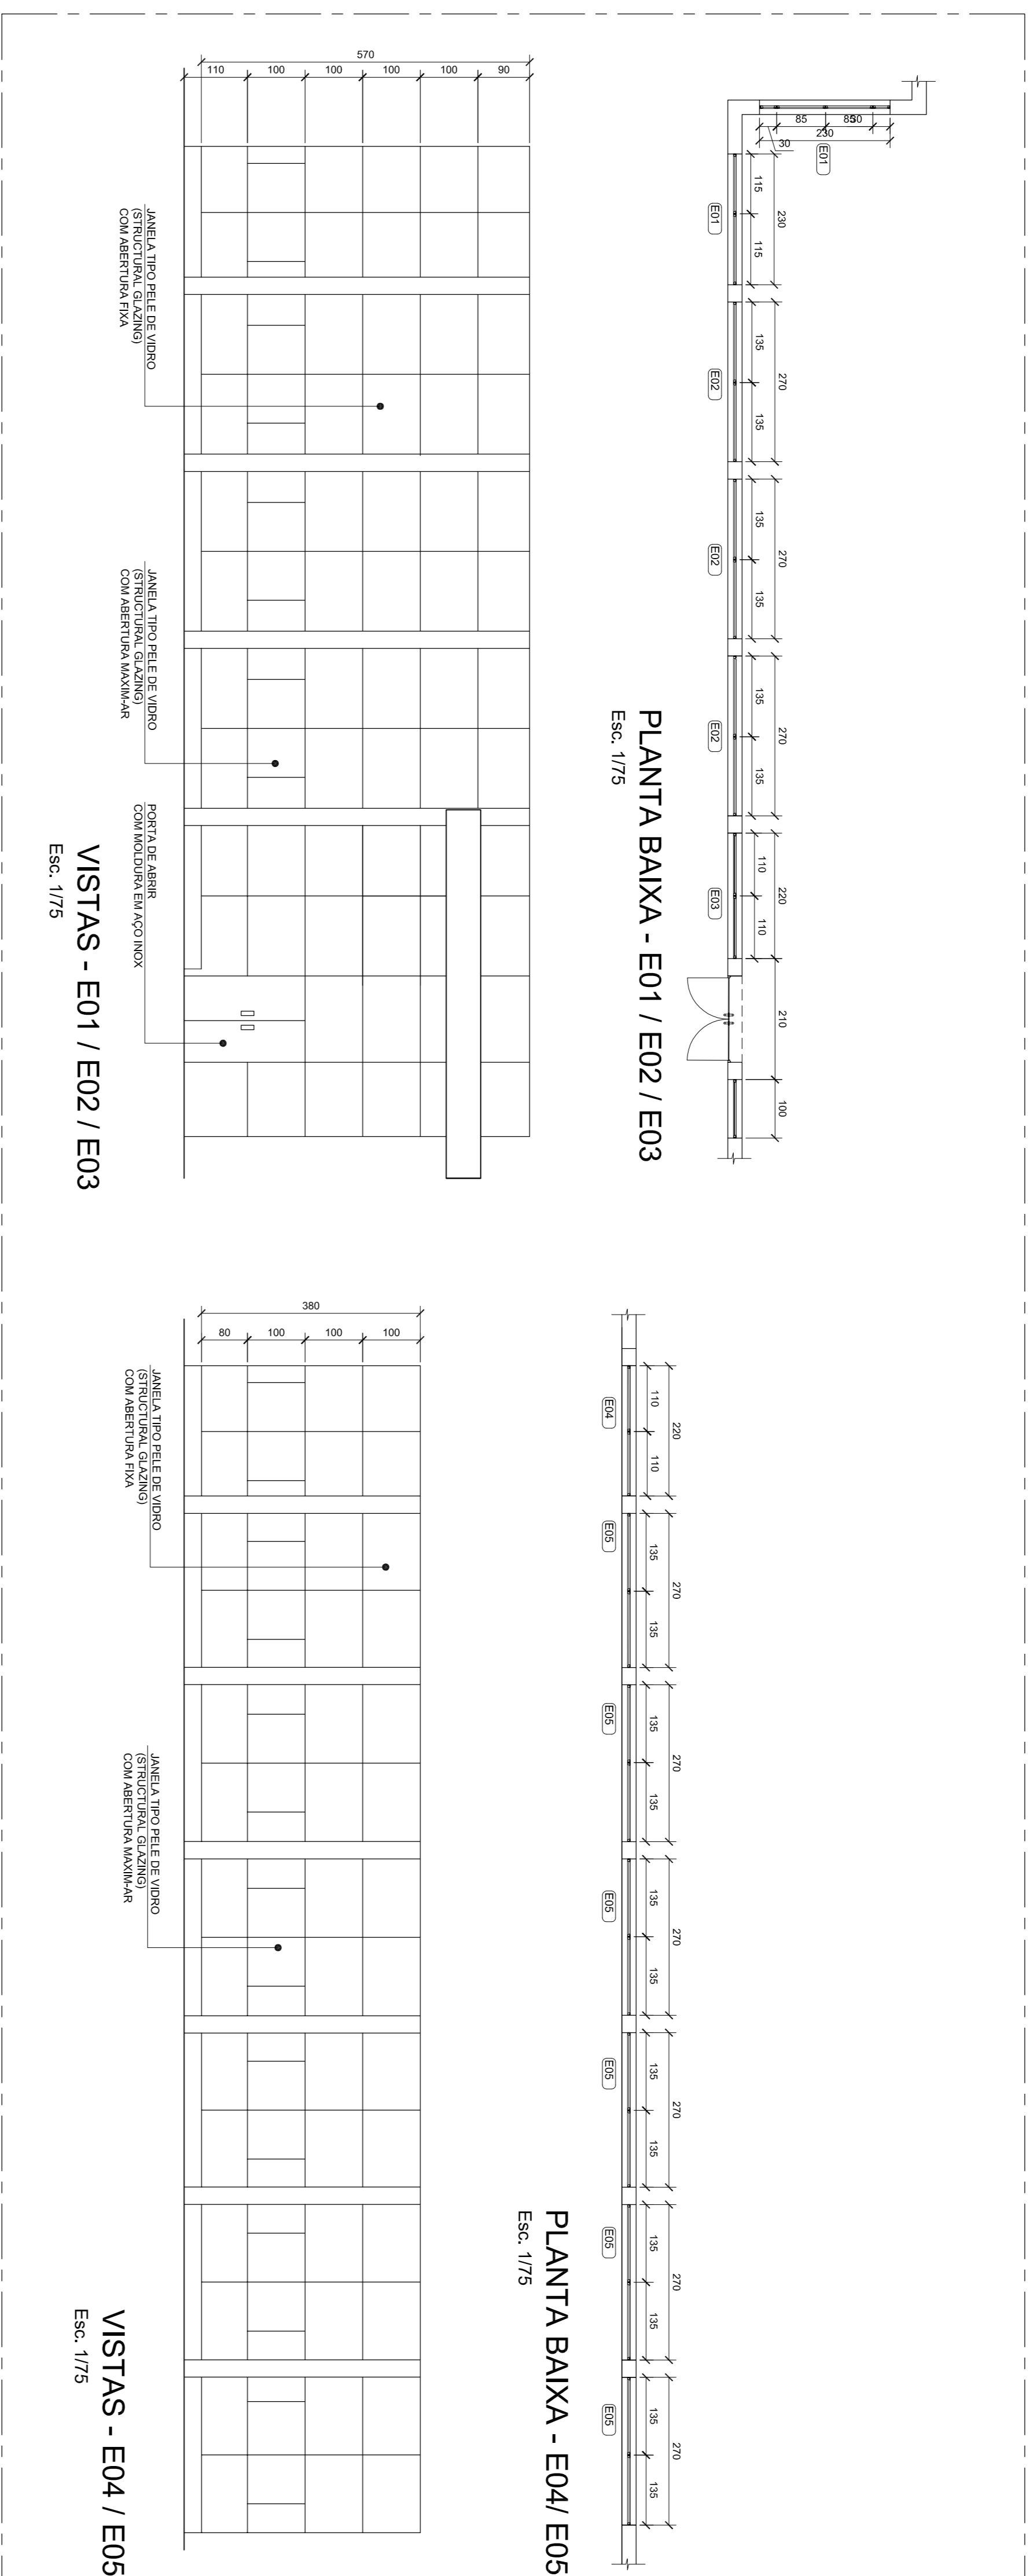 30
85
85
30
230
E01
230
270
270
270
220
210
100
115
115
135
135
135
135
135
135
110
110
E01
E02
E02
E02
E03
PLANTA BAIXA - E01 / E02 / E03
Esc. 1/75
570
90
100
100
100
100
110
JANELA TIPO PELE DE VIDRO
(STRUCTURAL GLAZING)
COM ABERTURA FIXA
JANELA TIPO PELE DE VIDRO
(STRUCTURAL GLAZING)
COM ABERTURA MAXIM-AR
PORTA DE ABRIR
COM MOLDURA EM AÇO INOX
VISTAS - E01 / E02 / E03
Esc. 1/75
220
270
270
270
270
270
270
110
110
135
135
135
135
135
135
135
135
135
135
135
135
E04
E05
E05
E05
E05
E05
E05
PLANTA BAIXA - E04/ E05
Esc. 1/75
380
100
100
100
80
JANELA TIPO PELE DE VIDRO
(STRUCTURAL GLAZING)
COM ABERTURA FIXA
JANELA TIPO PELE DE VIDRO
(STRUCTURAL GLAZING)
COM ABERTURA MAXIM-AR
VISTAS - E04 / E05
Esc. 1/75